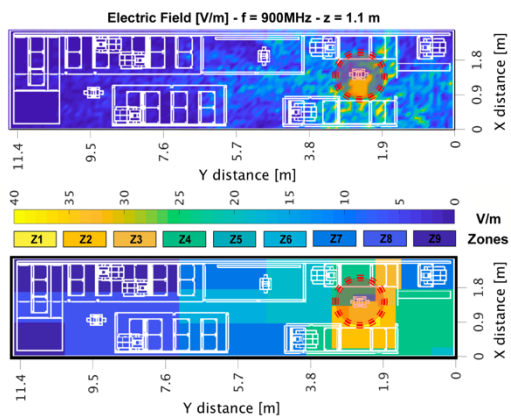 Electric Field [V/m] - f = 900MHz - z = 1.1 m
1.8
0.9
0
X distance [m]
11.4 9.5 7.6 5.7 3.8 1.9 0
Y distance [m]
40 35 30 25 20 15 10 5 0
V/m
Z1 Z2 Z3 Z4 Z5 Z6 Z7 Z8 Z9 Zones
1.8
0.9
0
X distance [m]
11.4 9.5 7.6 5.7 3.8 1.9 0
Y distance [m]